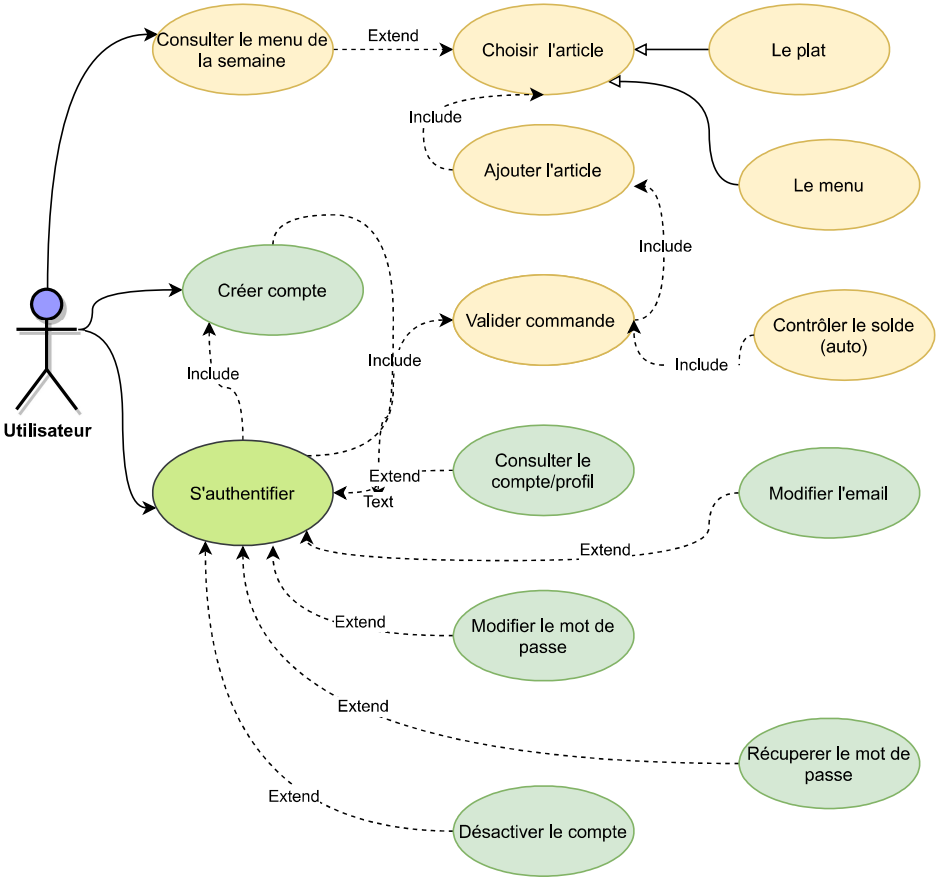 Consulter le menu de
la semaine
Extend
Choisir l'article
Le plat
Include
Ajouter l'article
Le menu
Include
Créer compte
Valider commande
Contrôler le solde
(auto)
Include
Include
Include
Utilisateur
S'authentifier
Extend
Text
Consulter le
compte/profil
Modifier l'email
Extend
Extend
Modifier le mot de
passe
Extend
Récuperer le mot de
passe
Extend
Désactiver le compte